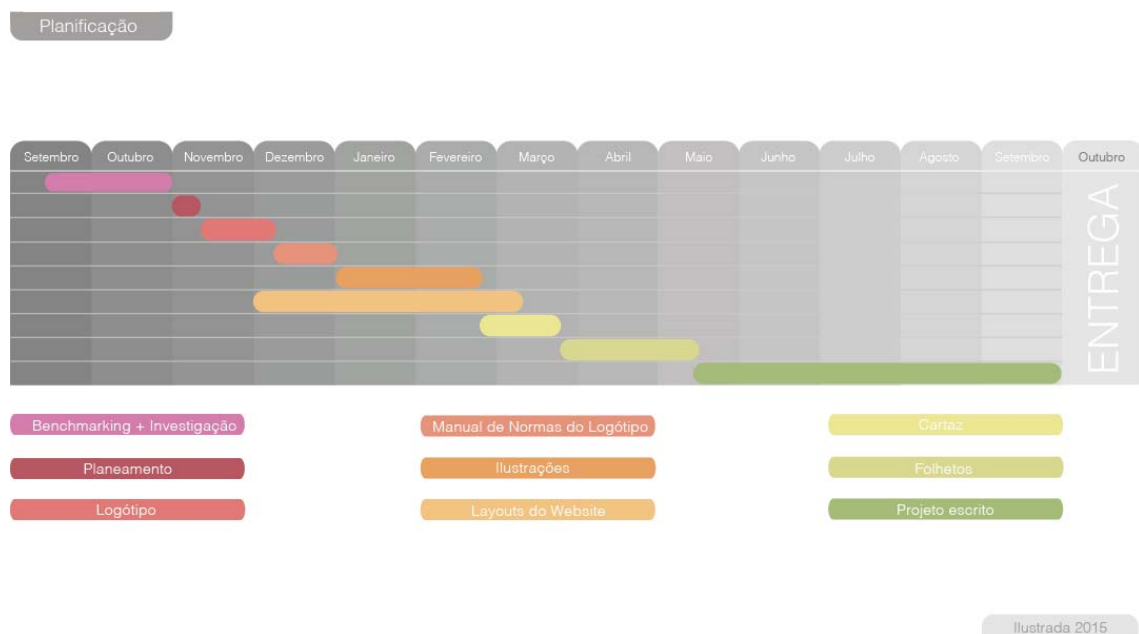 Planificação
Setembro Outubro Novembro Dezembro Janeiro Fevereiro Março Abril Maio Junho Julho Agosto Setembro Outubro
ENTREGA
Benchmarking + Investigação
Planeamento
Logótipo
Manual de Normas do Logótipo
Ilustrações
Layouts do Website
Cartaz
Folhetos
Projeto escrito
Ilustrada 2015